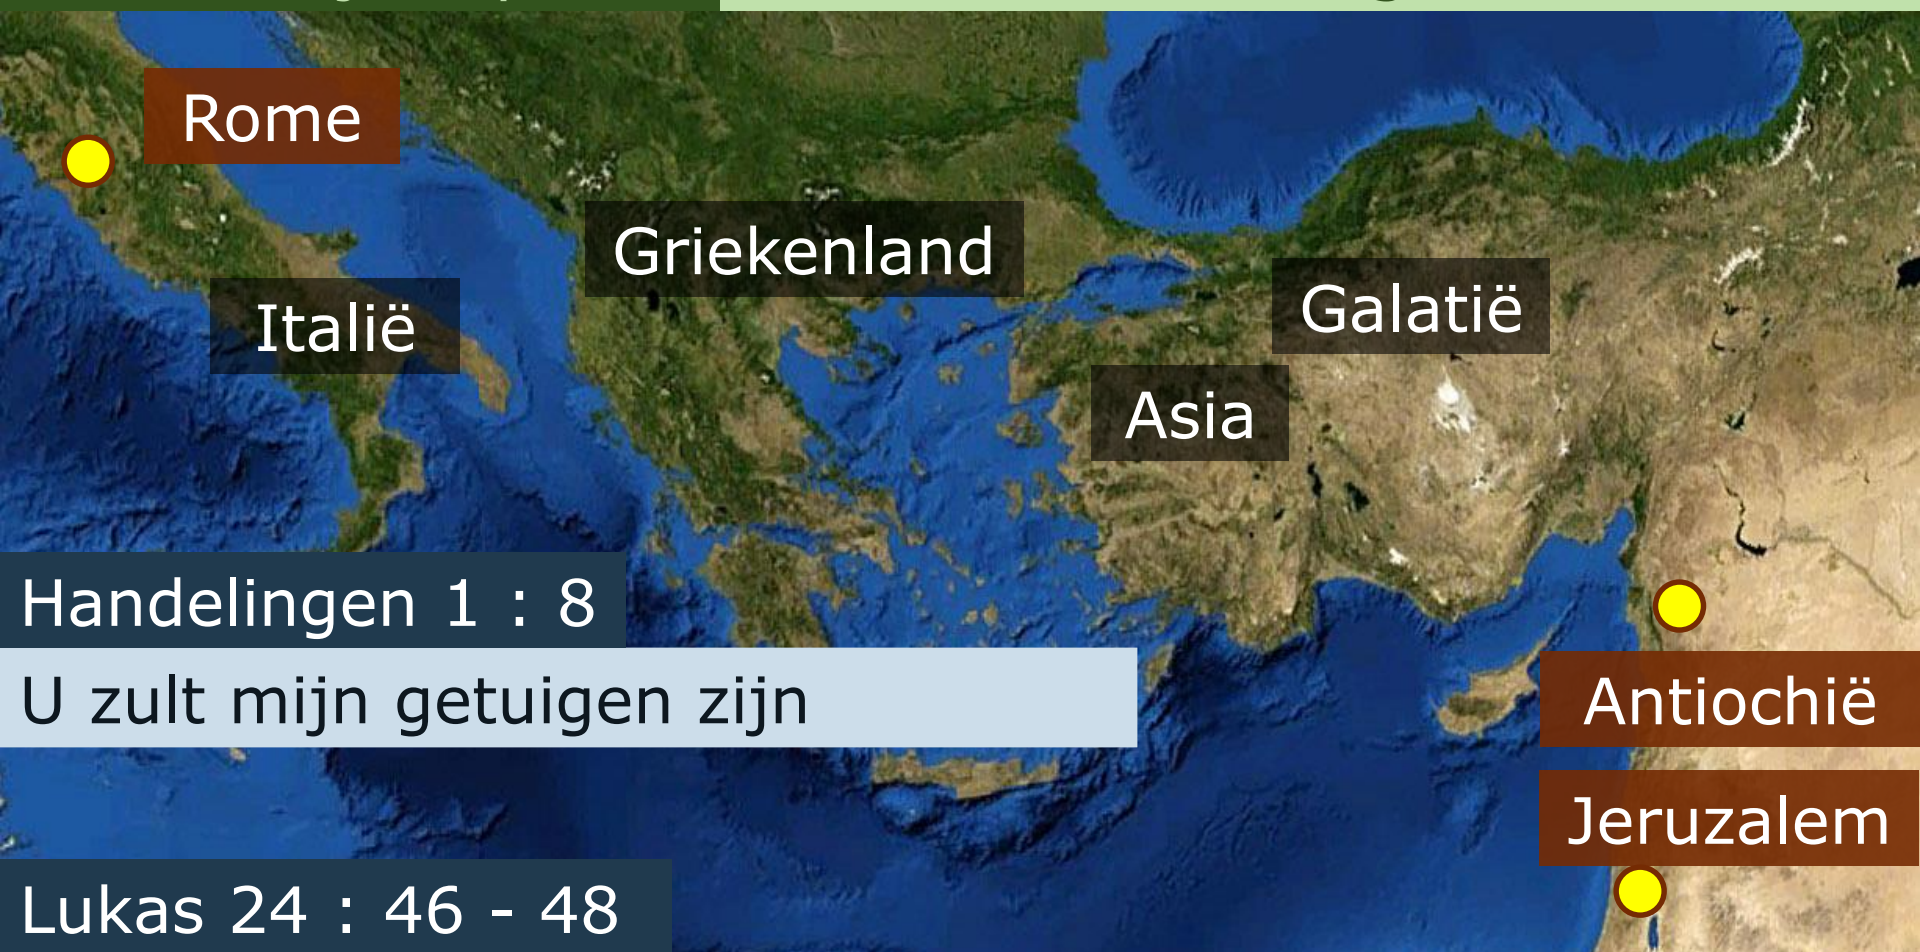 Rome
Griekenland
Galatië
Italië
Asia
Handelingen 1 : 8
U zult mijn getuigen zijn
Antiochië
Jeruzalem
Lukas 24 : 46 - 48